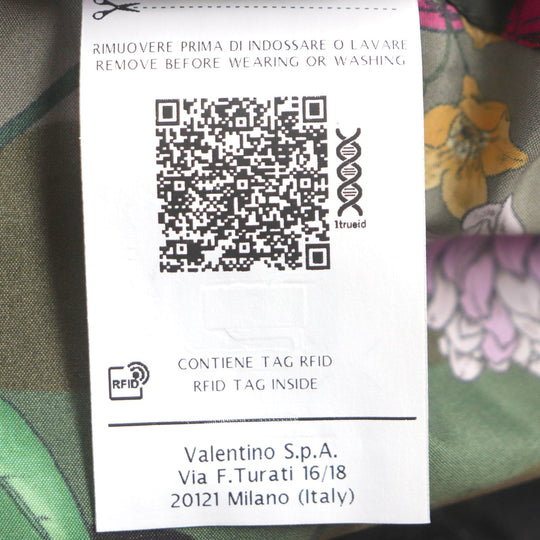 RIMUOVERE PRIMA DI INDOSSARE O LAVARE
REMOVE BEFORE WEARING OR WASHING
1trueid
CONTIENE TAG RFID
RFID TAG INSIDE
RFID
Valentino S.p.A.
Via F.Turati 16/18
20121 Milano (Italy)